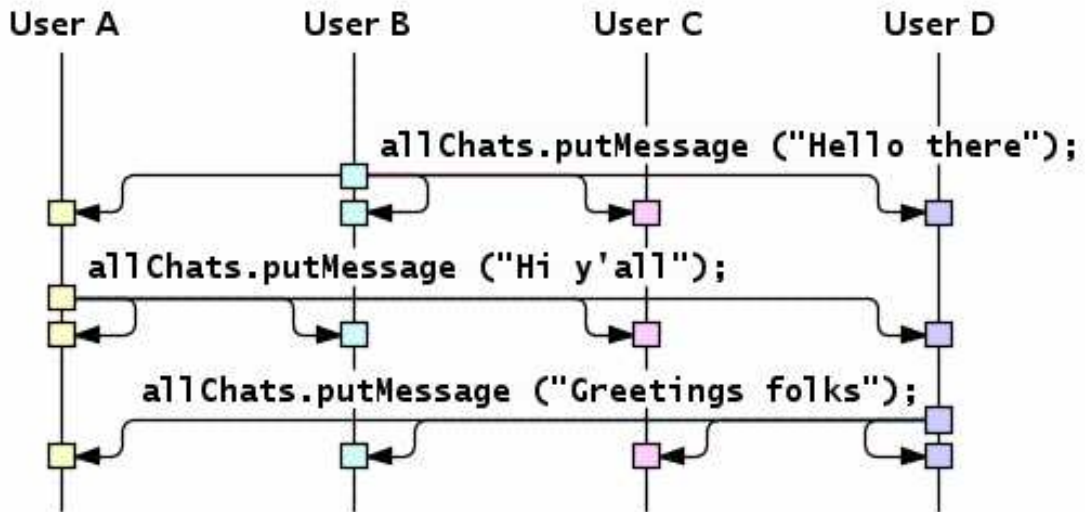 User A User B User C User D
allChats.putMessage ("Hello there");
allChats.putMessage ("Hi y'all");
allChats.putMessage ("Greetings folks");